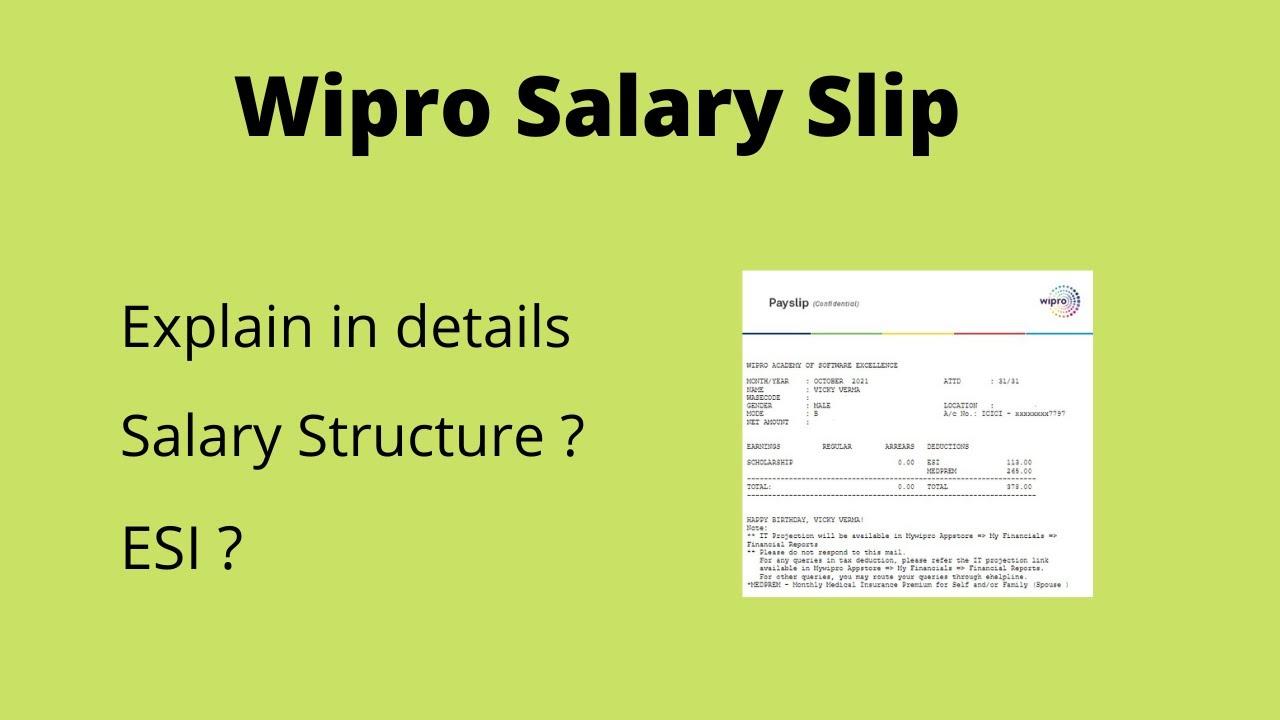 Wipro Salary Slip
Explain in details
Salary Structure ?
ESI ?
Payslip (Confidential)
wipro
WIPRO ACADEMY OF SOFTWARE EXCELLENCE
MONTH/YEAR : OCTOBER 2021 ATTD : 31/31
NAME : VICKY VERMA
WASECODE :
GENDER : MALE LOCATION :
MODE : B A/c No.: ICICI - xxxxxxxx7797
NET AMOUNT :
EARNINGS REGULAR ARREARS DEDUCTIONS
SCHOLARSHIP 0.00 ESI 113.00
MEDPREM 265.00
TOTAL: 0.00 TOTAL 378.00
HAPPY BIRTHDAY, VICKY VERMA!
Note:
** IT Projection will be available in Mywipro Appstore => My Financials =>
Financial Reports
** Please do not respond to this mail.
For any queries in tax deduction, please refer the IT projection link
available in Mywipro Appstore => My Financials => Financial Reports.
For other queries, you may route your queries through ehelpline.
*MEDPREM - Monthly Medical Insurance Premium for Self and/or Family (Spouse )